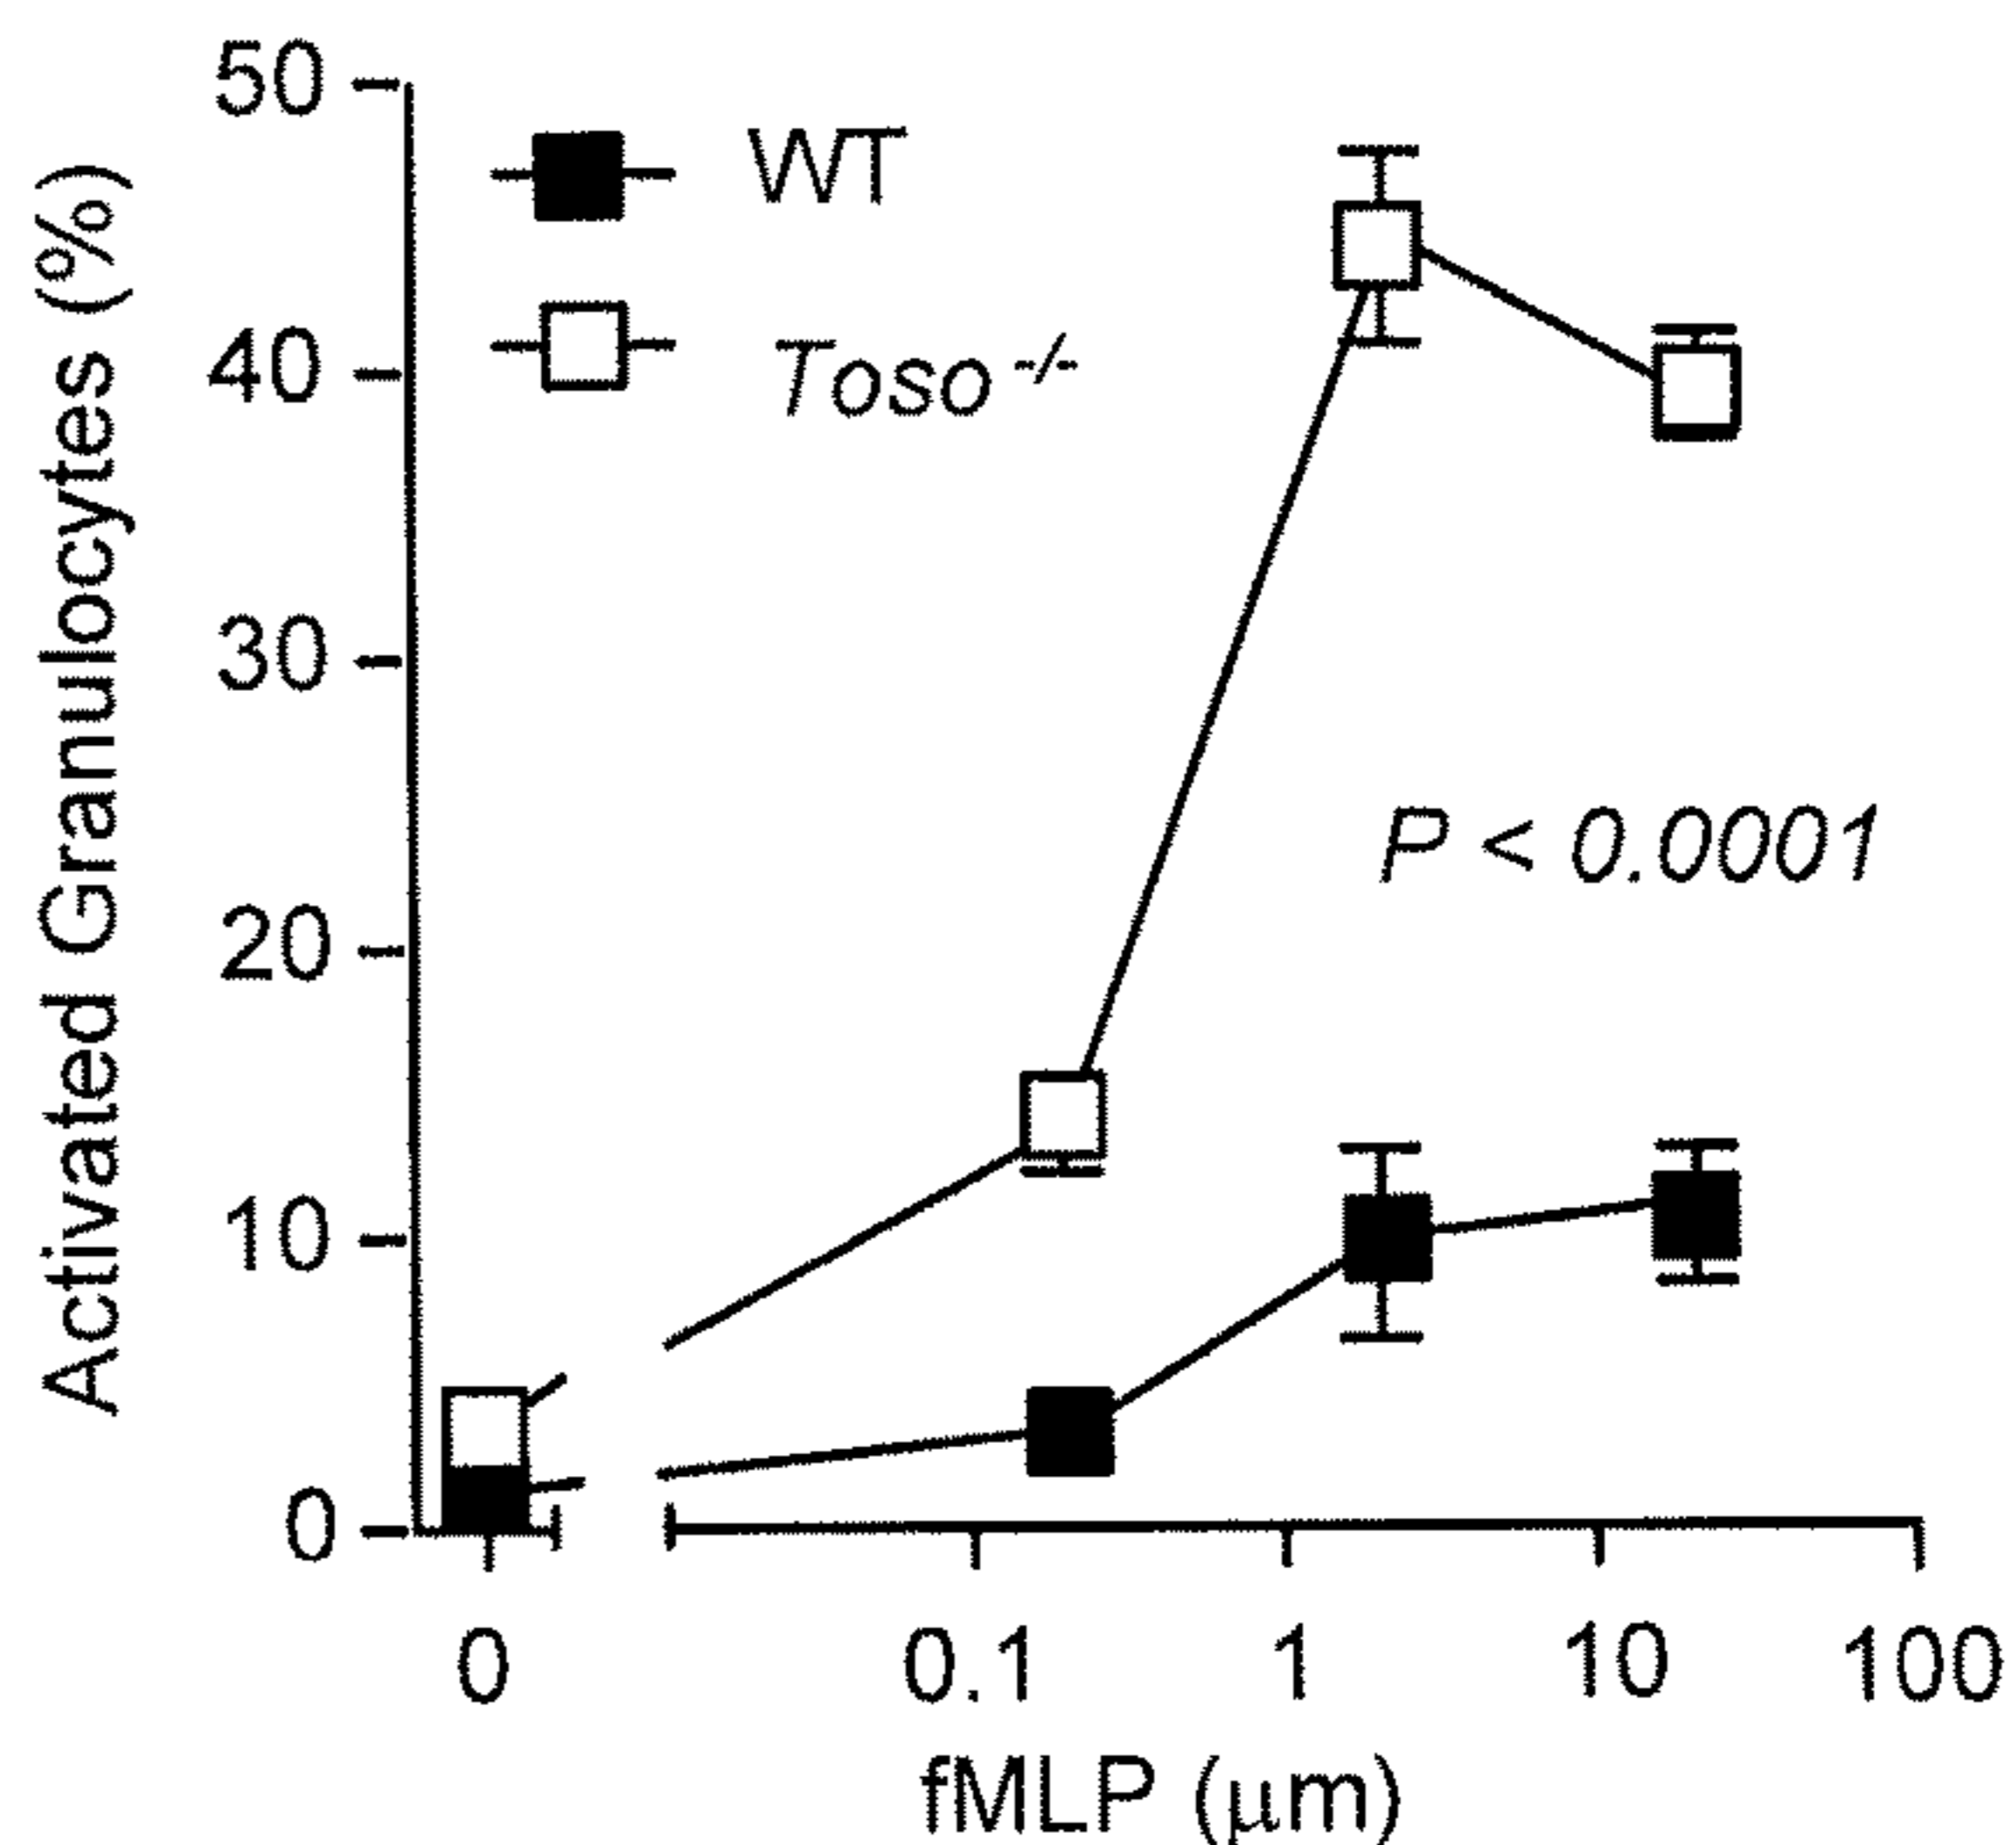 Activated Granulocytes (%)
50
40
30
20
10
0
WT
Toso -/-
P < 0.0001
0
0.1
1
10
100
fMLP (μm)